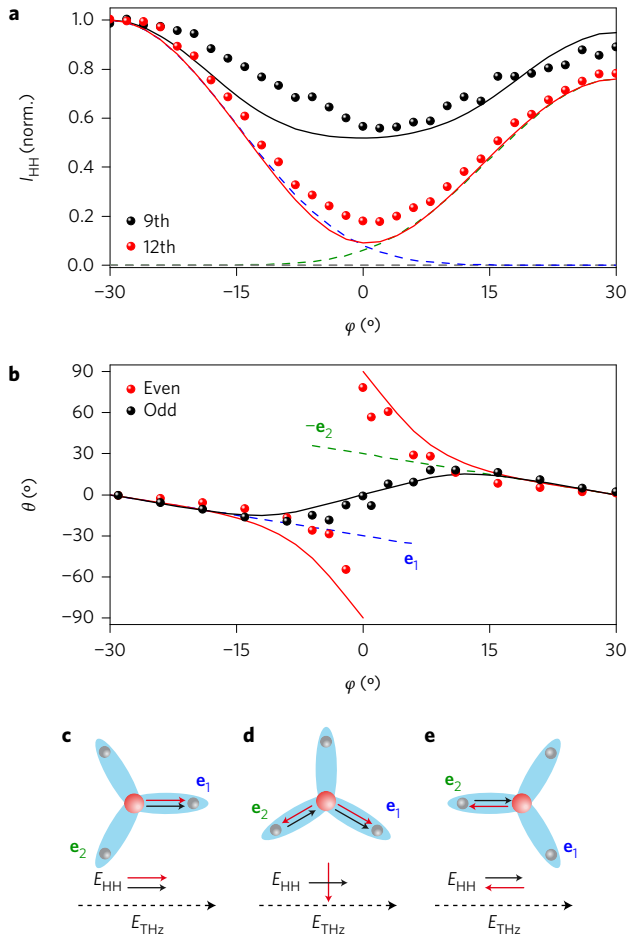 a
1.0
0.8
0.6
0.4
0.2
0.0
I_HH (norm.)
9th
12th
−30
−15
0
15
30
φ (°)
b
90
60
30
0
−30
−60
−90
θ (°)
Even
Odd
−e₂
e₁
−30
−15
0
15
30
φ (°)
c
d
e
e₁
e₂
e₂
e₁
e₂
e₁
E_HH
E_HH
E_HH
E_THz
E_THz
E_THz